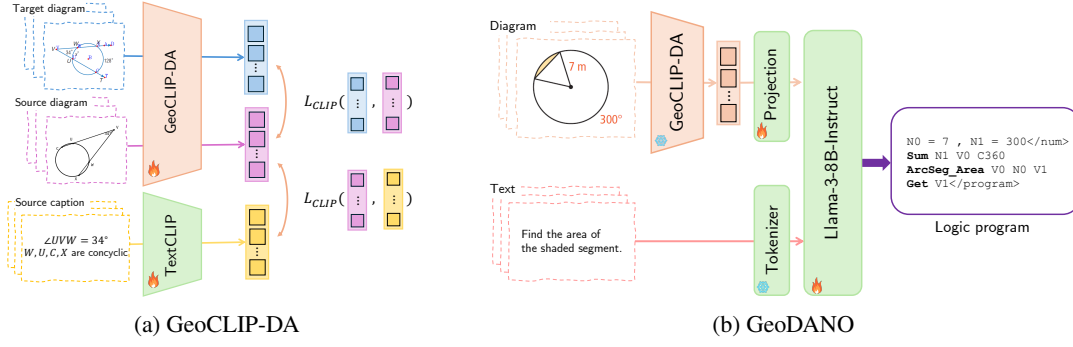 Target diagram
Source diagram
Source caption
∠UVW = 34°
W, U, C, X are concyclic
GeoCLIP-DA
TextCLIP
L_CLIP( , )
L_CLIP( , )
(a) GeoCLIP-DA
Diagram
7 m
300°
GeoCLIP-DA
Projection
Text
Find the area of
the shaded segment.
Tokenizer
Llama-3-8B-Instruct
N0 = 7 , N1 = 300</num>
Sum N1 V0 C360
ArcSeg_Area V0 N0 V1
Get V1</program>
Logic program
(b) GeoDANO